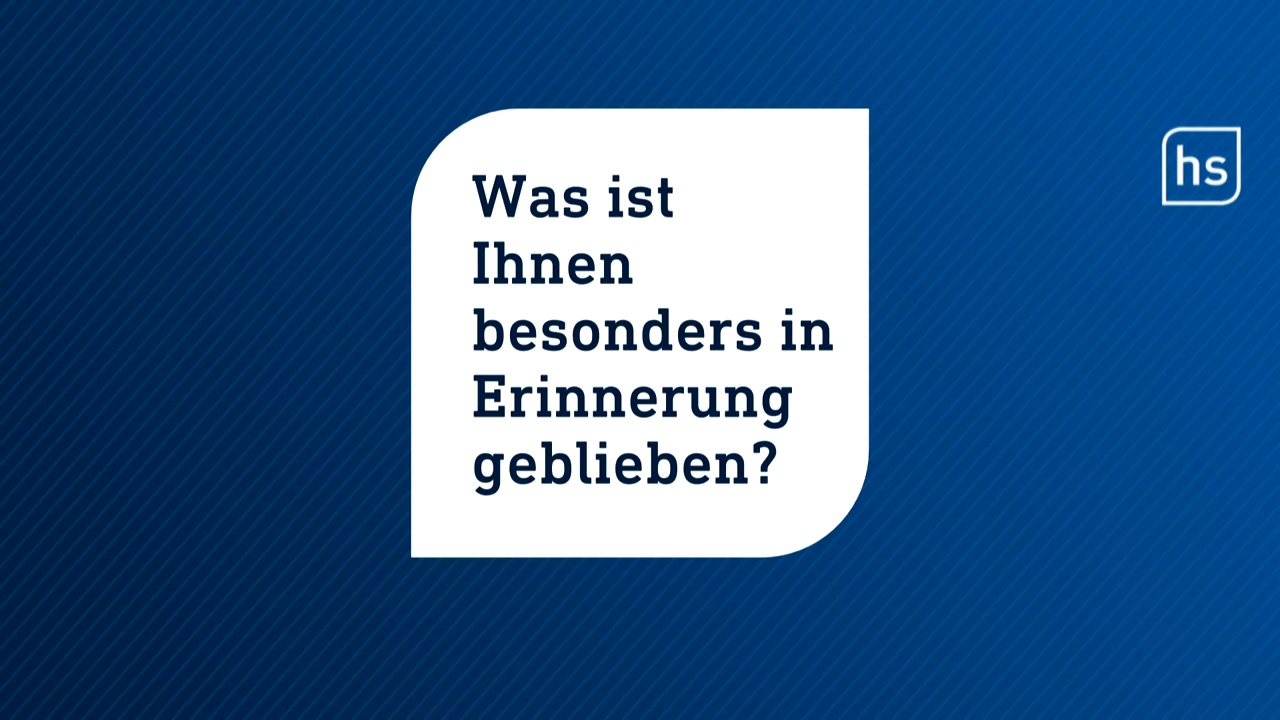 Was ist
Ihnen
besonders in
Erinnerung
geblieben?
hs